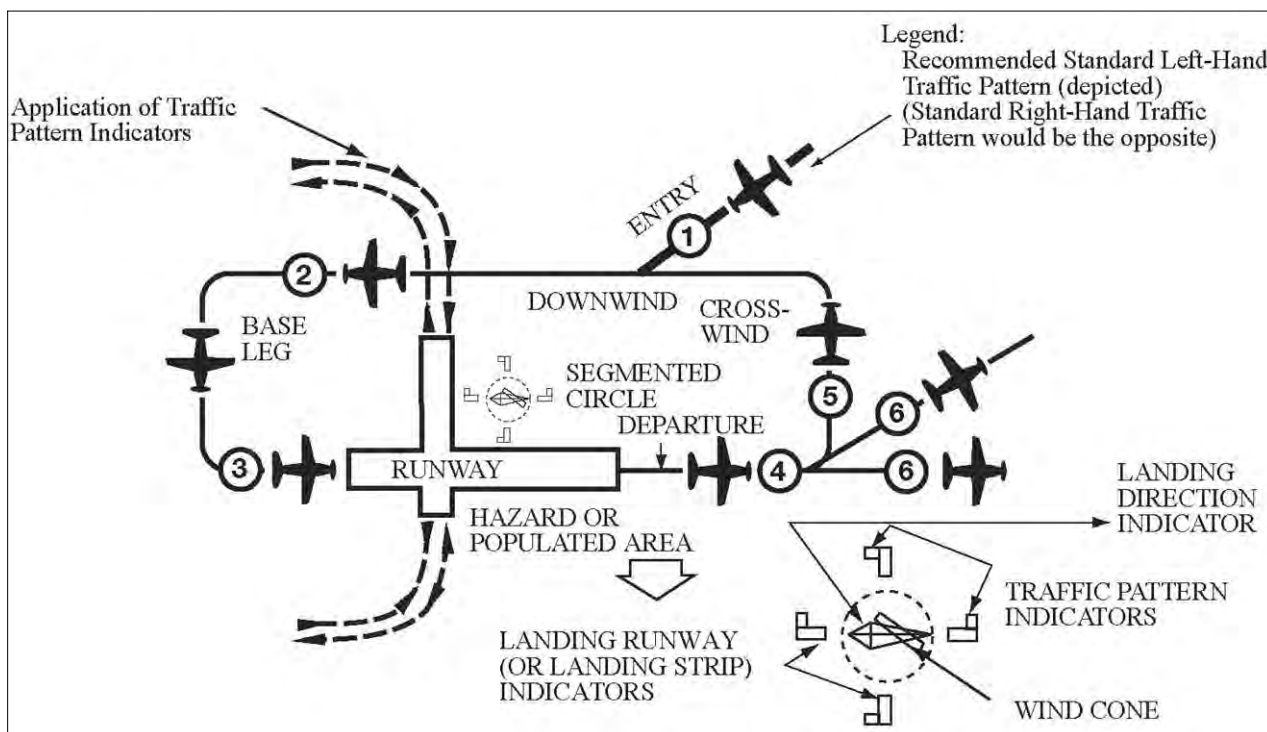 Legend:
Recommended Standard Left-Hand
Traffic Pattern (depicted)
(Standard Right-Hand Traffic
Pattern would be the opposite)
Application of Traffic
Pattern Indicators
ENTRY
1
2
DOWNWIND
CROSS-
WIND
BASE
LEG
SEGMENTED
CIRCLE
5
6
DEPARTURE
3
RUNWAY
4
6
LANDING
DIRECTION
INDICATOR
HAZARD OR
POPULATED AREA
TRAFFIC PATTERN
INDICATORS
LANDING RUNWAY
(OR LANDING STRIP)
INDICATORS
WIND CONE